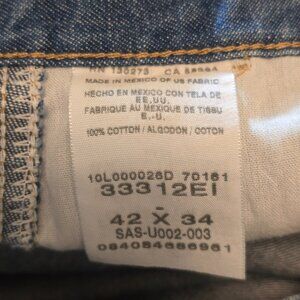 RN 130273 CA
MADE IN MEXICO OF US FABRIC
HECHO EN MEXICO CON TELA DE
EE.UU.
FABRIQUE AU MEXIQUE DE TISSU
E.-U.
100% COTTON / ALGODON / COTON
10L000026D 70161
33312EI
-
42 X 34
SAS-U002-003
084084686961